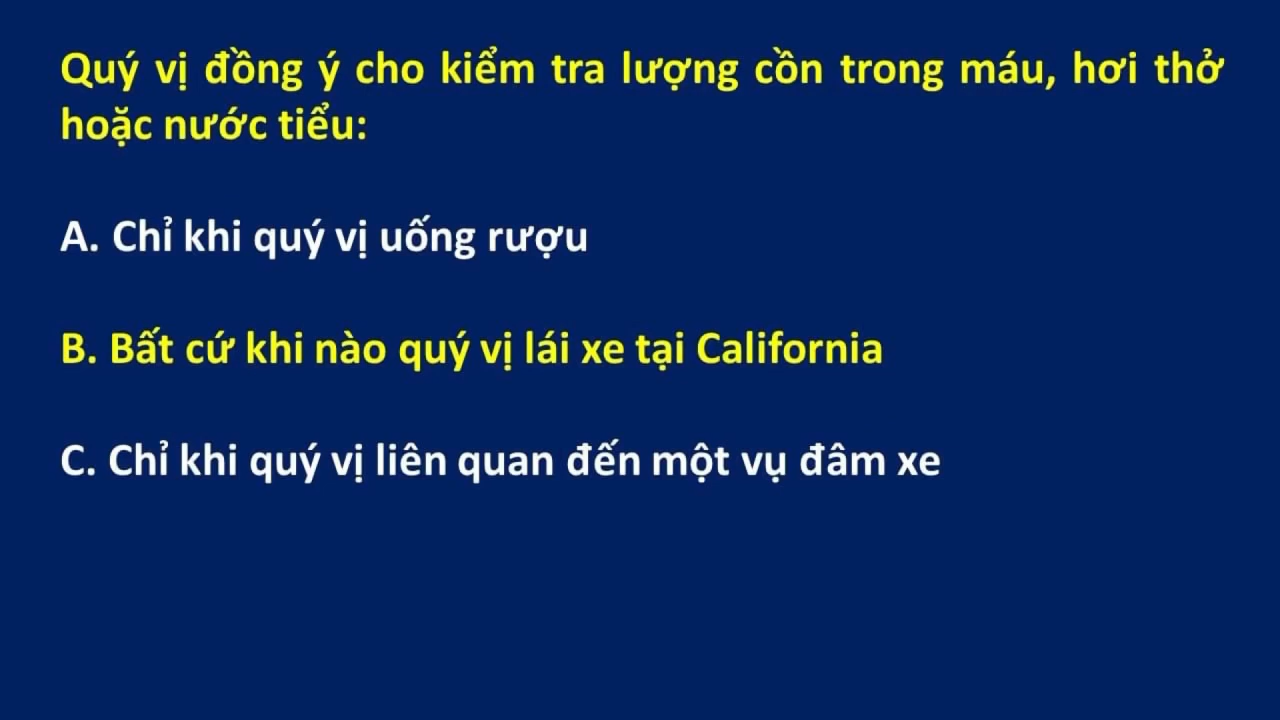 Quý vị đồng ý cho kiểm tra lượng cồn trong máu, hơi thở
hoặc nước tiểu:
A. Chỉ khi quý vị uống rượu
B. Bất cứ khi nào quý vị lái xe tại California
C. Chỉ khi quý vị liên quan đến một vụ đâm xe